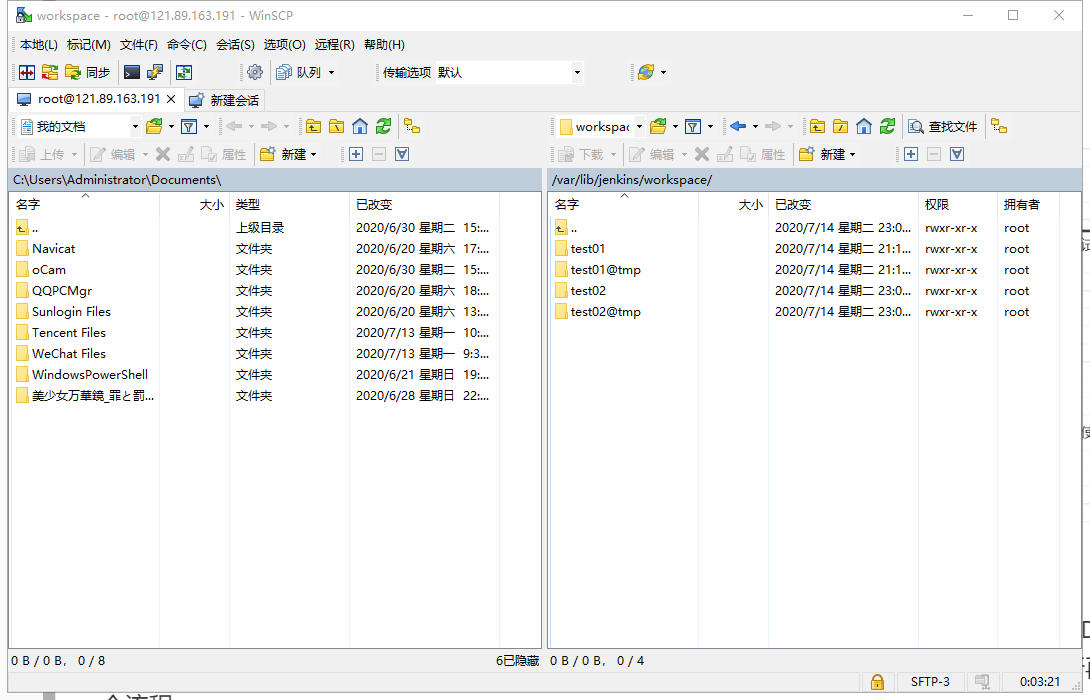 workspace - root@121.89.163.191 - WinSCP
本地(L) 标记(M) 文件(F) 命令(C) 会话(S) 选项(O) 远程(R) 帮助(H)
同步 队列 传输选项 默认
root@121.89.163.191 新建会话
我的文档 workspac 查找文件
上传 编辑 属性 新建 下载 编辑 属性 新建
C:\Users\Administrator\Documents\ /var/lib/jenkins/workspace/
名字 大小 类型 已改变 名字 大小 已改变 权限 拥有者
.. 上级目录 2020/6/30 星期二 15:... .. 2020/7/14 星期二 23:0... rwxr-xr-x root
Navicat 文件夹 2020/6/20 星期六 17:... test01 2020/7/14 星期二 21:1... rwxr-xr-x root
oCam 文件夹 2020/6/30 星期二 15:... test01@tmp 2020/7/14 星期二 21:1... rwxr-xr-x root
QQPCMgr 文件夹 2020/6/20 星期六 18:... test02 2020/7/14 星期二 23:0... rwxr-xr-x root
Sunlogin Files 文件夹 2020/6/20 星期六 13:... test02@tmp 2020/7/14 星期二 23:0... rwxr-xr-x root
Tencent Files 文件夹 2020/7/13 星期一 10:...
WeChat Files 文件夹 2020/7/13 星期一 9:3...
WindowsPowerShell 文件夹 2020/6/21 星期日 19:...
美少女万華鏡_罪と罰... 文件夹 2020/6/28 星期日 22:...
0 B / 0 B, 0 / 8 6已隐藏 0 B / 0 B, 0 / 4
SFTP-3 0:03:21